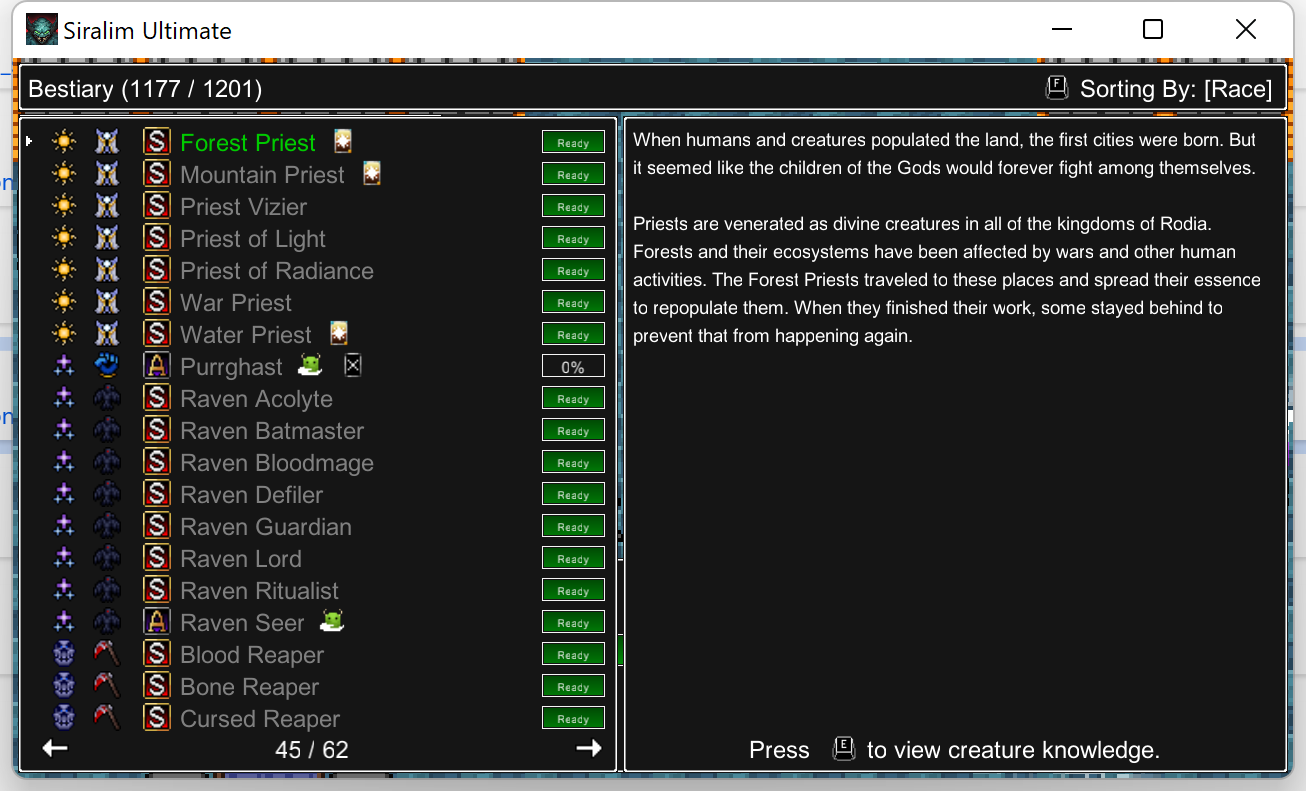 Siralim Ultimate
Bestiary (1177 / 1201)
F Sorting By: [Race]
S Forest Priest Ready
S Mountain Priest Ready
S Priest Vizier Ready
S Priest of Light Ready
S Priest of Radiance Ready
S War Priest Ready
S Water Priest Ready
A Purrghast 0%
S Raven Acolyte Ready
S Raven Batmaster Ready
S Raven Bloodmage Ready
S Raven Defiler Ready
S Raven Guardian Ready
S Raven Lord Ready
S Raven Ritualist Ready
A Raven Seer Ready
S Blood Reaper Ready
S Bone Reaper Ready
S Cursed Reaper Ready
45 / 62
When humans and creatures populated the land, the first cities were born. But
it seemed like the children of the Gods would forever fight among themselves.
Priests are venerated as divine creatures in all of the kingdoms of Rodia.
Forests and their ecosystems have been affected by wars and other human
activities. The Forest Priests traveled to these places and spread their essence
to repopulate them. When they finished their work, some stayed behind to
prevent that from happening again.
Press E to view creature knowledge.